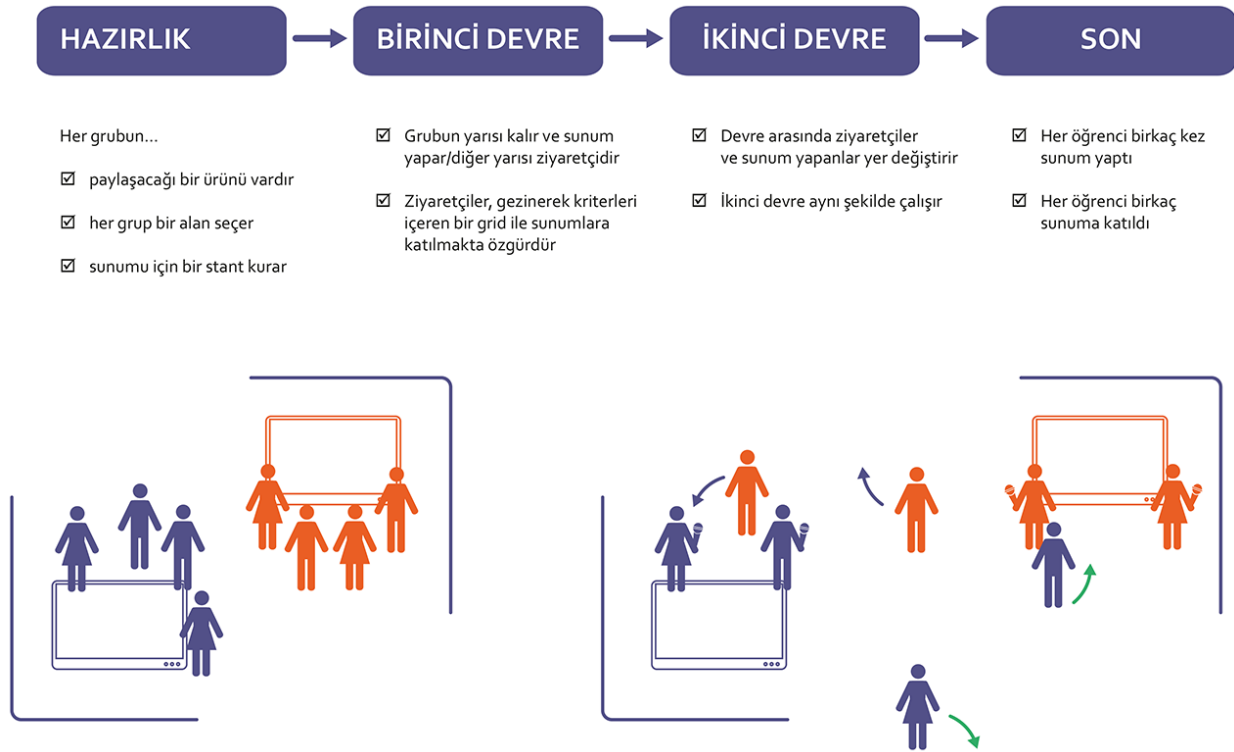 HAZIRLIK
BİRİNCİ DEVRE
İKİNCİ DEVRE
SON
Her grubun...
paylaşacağı bir ürünü vardır
her grup bir alan seçer
sunumu için bir stant kurar
Grubun yarısı kalır ve sunum
yapar/diğer yarısı ziyaretçidir
Ziyaretçiler, gezinerek kriterleri
içeren bir grid ile sunumlara
katılmakta özgürdür
Devre arasında ziyaretçiler
ve sunum yapanlar yer değiştirir
İkinci devre aynı şekilde çalışır
Her öğrenci birkaç kez
sunum yaptı
Her öğrenci birkaç
sunuma katıldı